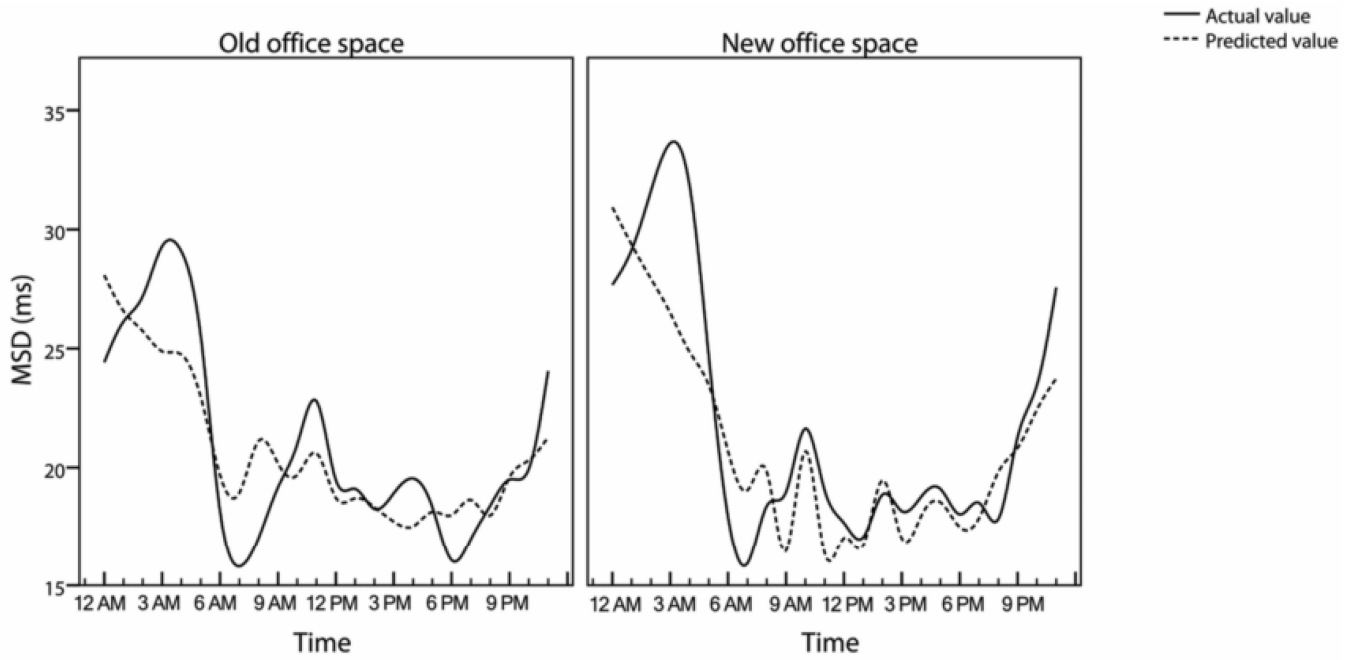 Actual value
Predicted value
Old office space
New office space
MSD (ms)
35
30
25
20
15
12 AM 3 AM 6 AM 9 AM 12 PM 3 PM 6 PM 9 PM
12 AM 3 AM 6 AM 9 AM 12 PM 3 PM 6 PM 9 PM
Time
Time